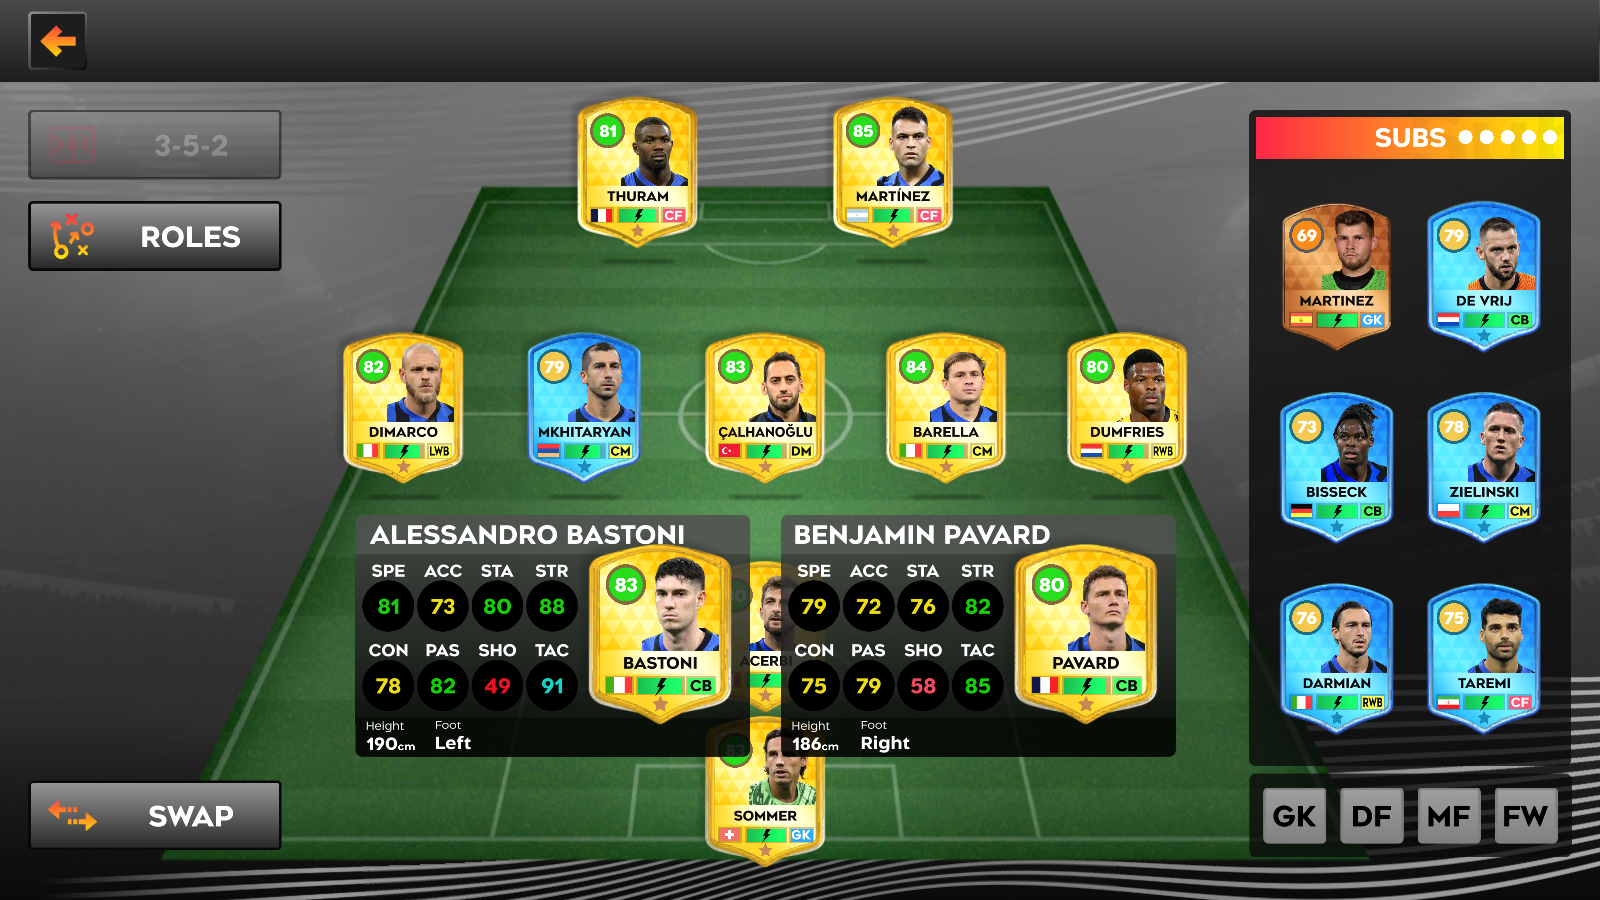 3-5-2
ROLES
81
THURAM
CF
85
MARTÍNEZ
CF
SUBS
69
MARTINEZ
GK
79
DE VRIJ
CB
82
DIMARCO
LWB
79
MKHITARYAN
CM
83
ÇALHANOĞLU
DM
84
BARELLA
CM
80
DUMFRIES
RWB
73
BISSECK
CB
78
ZIELINSKI
CM
ALESSANDRO BASTONI
SPE ACC STA STR
81 73 80 88
CON PAS SHO TAC
78 82 49 91
Height Foot
190cm Left
83
BASTONI
CB
ACERBI
BENJAMIN PAVARD
SPE ACC STA STR
79 72 76 82
CON PAS SHO TAC
75 79 58 85
Height Foot
186cm Right
80
PAVARD
CB
76
DARMIAN
RWB
75
TAREMI
CF
83
SOMMER
GK
SWAP
GK DF MF FW